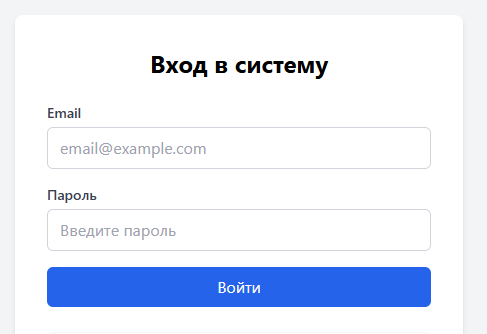 Вход в систему
Email
email@example.com
Пароль
Введите пароль
Войти